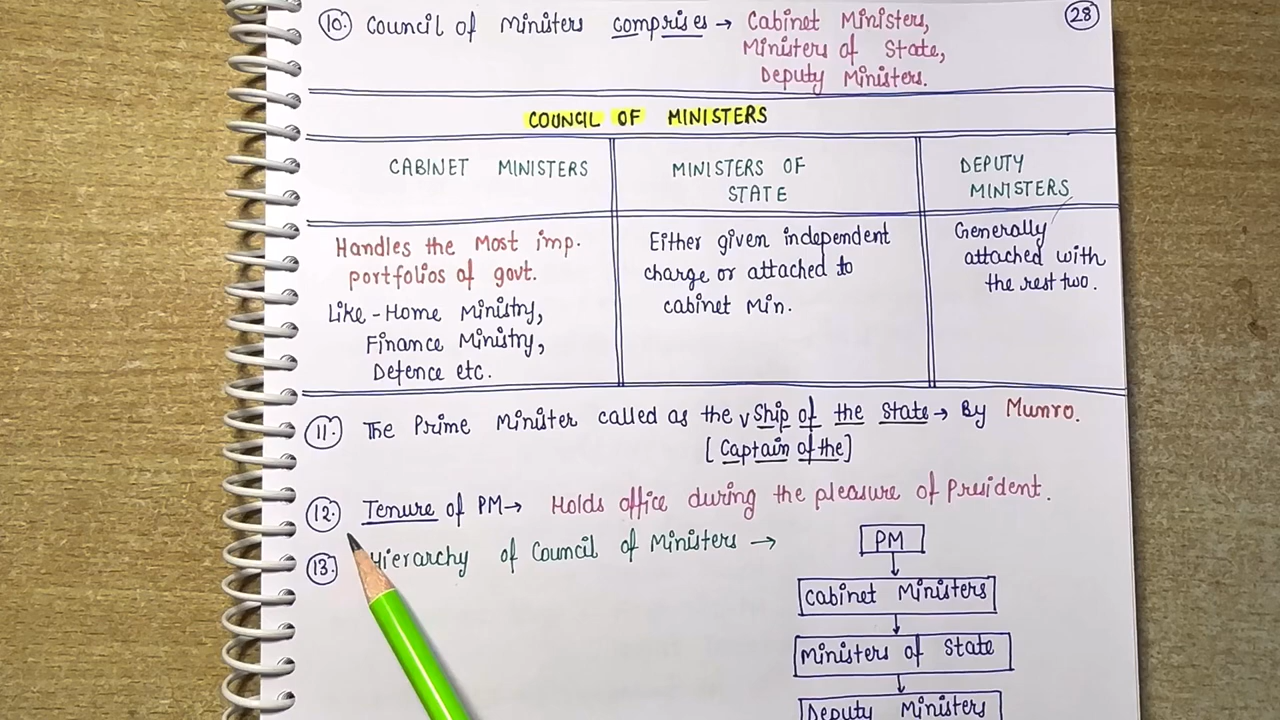 10. Council of Ministers comprises → Cabinet Ministers,
Ministers of State,
Deputy Ministers.
28
COUNCIL OF MINISTERS
CABINET MINISTERS
MINISTERS OF
STATE
DEPUTY
MINISTERS
Handles the Most imp.
portfolios of govt.
Like - Home Ministry,
Finance Ministry,
Defence etc.
Either given independent
charge or attached to
cabinet Min.
Generally
attached with
the rest two.
11. The Prime Minister called as the Ship of the State → By Munro.
[Captain of the]
12. Tenure of PM → Holds office during the pleasure of President.
13. Hierarchy of Council of Ministers →
PM
Cabinet Ministers
Ministers of State
Deputy Ministers